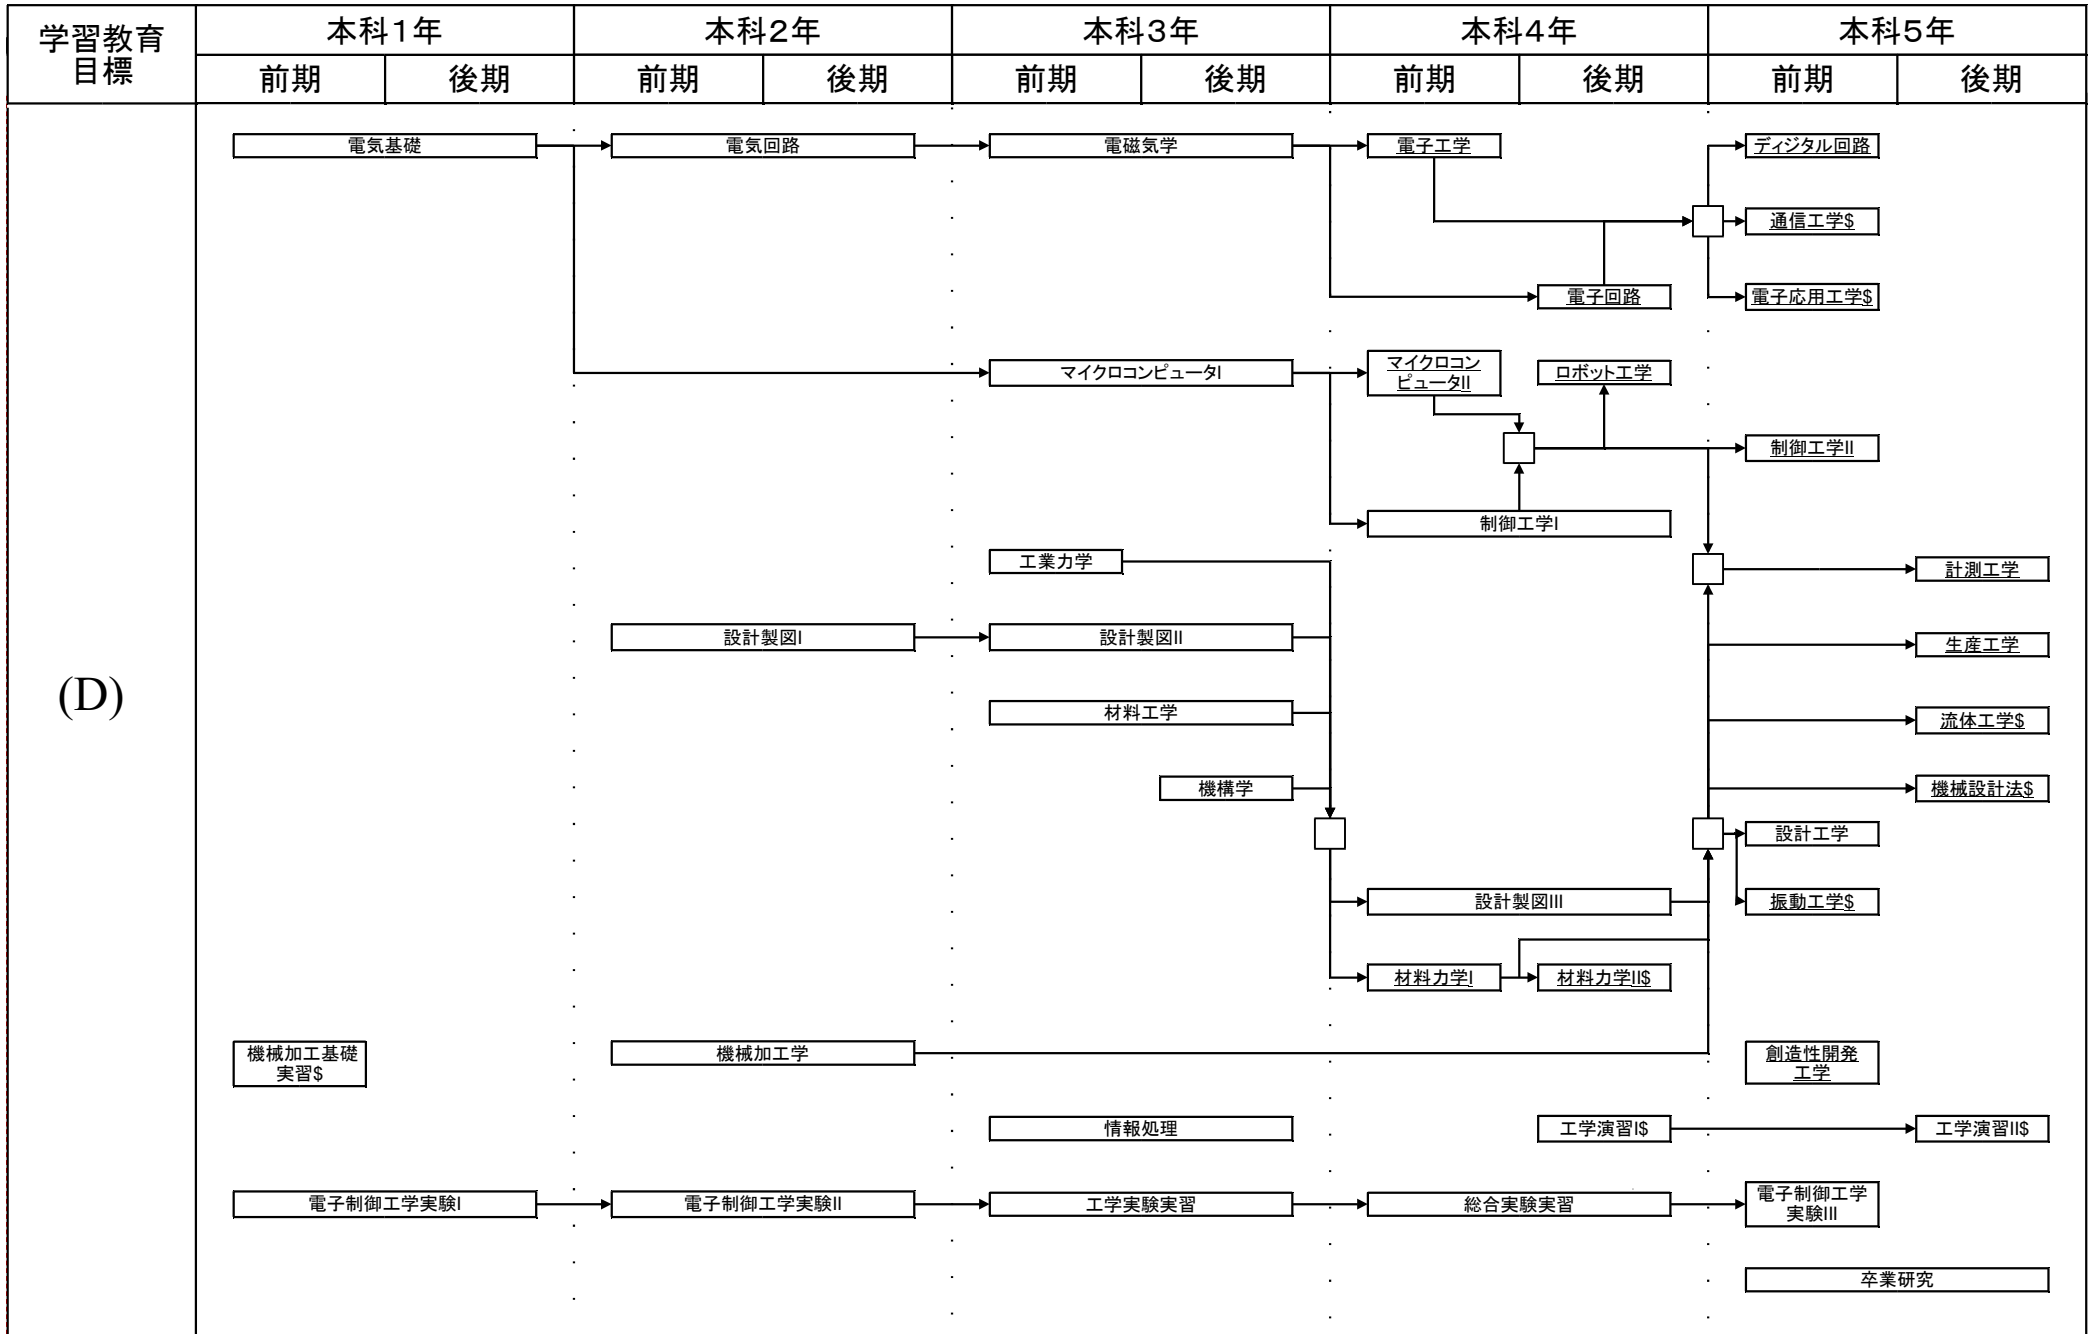 学習教育
目標
本科1年
本科2年
本科3年
本科4年
本科5年
前期
後期
前期
後期
前期
後期
前期
後期
前期
後期
(D)
電気基礎
電気回路
電磁気学
電子工学
ディジタル回路
通信工学$
電子回路
電子応用工学$
マイクロコンピュータI
マイクロコン
ピュータII
ロボット工学
制御工学II
制御工学I
工業力学
計測工学
設計製図I
設計製図II
生産工学
材料工学
流体工学$
機構学
機械設計法$
設計工学
設計製図III
振動工学$
材料力学I
材料力学II$
機械加工基礎
実習$
機械加工学
創造性開発
工学
情報処理
工学演習I$
工学演習II$
電子制御工学実験I
電子制御工学実験II
工学実験実習
総合実験実習
電子制御工学
実験III
卒業研究